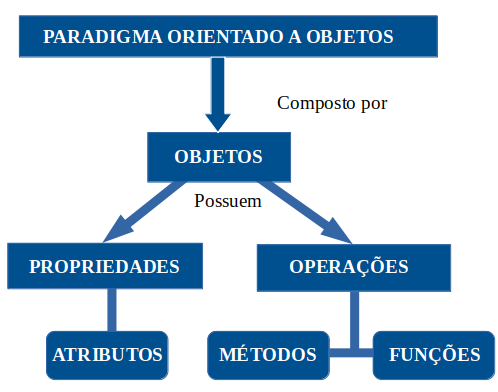 PARADIGMA ORIENTADO A OBJETOS
Composto por
OBJETOS
Possuem
PROPRIEDADES
OPERAÇÕES
ATRIBUTOS
MÉTODOS
FUNÇÕES